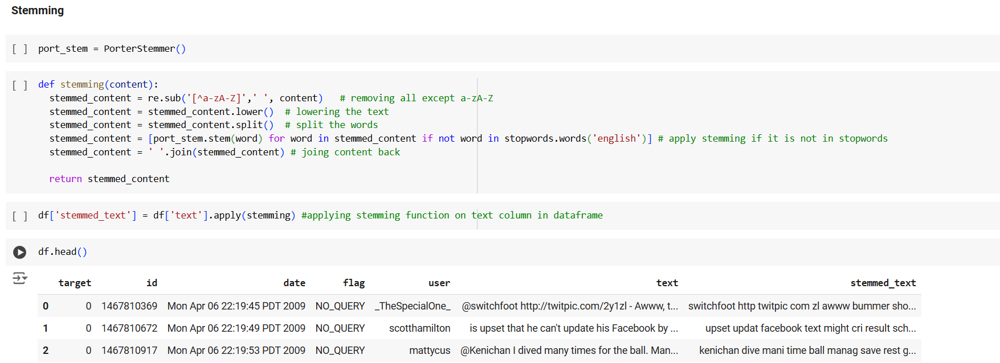 Stemming
[ ] port_stem = PorterStemmer()
[ ] def stemming(content):
stemmed_content = re.sub('[^a-zA-Z]',' ', content) # removing all except a-zA-Z
stemmed_content = stemmed_content.lower() # lowering the text
stemmed_content = stemmed_content.split() # split the words
stemmed_content = [port_stem.stem(word) for word in stemmed_content if not word in stopwords.words('english')] # apply stemming if it is not in stopwords
stemmed_content = ' '.join(stemmed_content) # joing content back
return stemmed_content
[ ] df['stemmed_text'] = df['text'].apply(stemming) #applying stemming function on text column in dataframe
df.head()
target id date flag user text stemmed_text
0 0 1467810369 Mon Apr 06 22:19:45 PDT 2009 NO_QUERY _TheSpecialOne_ @switchfoot http://twitpic.com/2y1zl - Awww, t... switchfoot http twitpic com zl awww bummer sho...
1 0 1467810672 Mon Apr 06 22:19:49 PDT 2009 NO_QUERY scotthamilton is upset that he can't update his Facebook by ... upset updat facebook text might cri result sch...
2 0 1467810917 Mon Apr 06 22:19:53 PDT 2009 NO_QUERY mattycus @Kenichan I dived many times for the ball. Man... kenichan dive mani time ball manag save rest g...